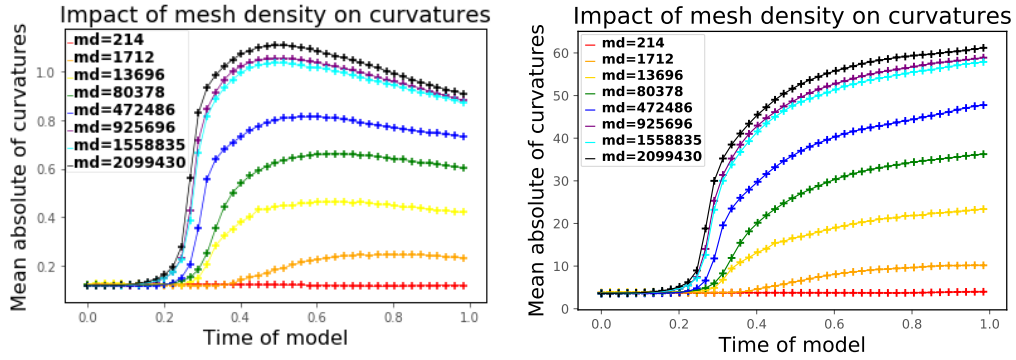 Impact of mesh density on curvatures
Mean absolute of curvatures
md=214
md=1712
md=13696
md=80378
md=472486
md=925696
md=1558835
md=2099430
1.0
0.8
0.6
0.4
0.2
0.0 0.2 0.4 0.6 0.8 1.0
Time of model
Impact of mesh density on curvatures
Mean absolute of curvatures
md=214
md=1712
md=13696
md=80378
md=472486
md=925696
md=1558835
md=2099430
60
50
40
30
20
10
0
0.0 0.2 0.4 0.6 0.8 1.0
Time of model